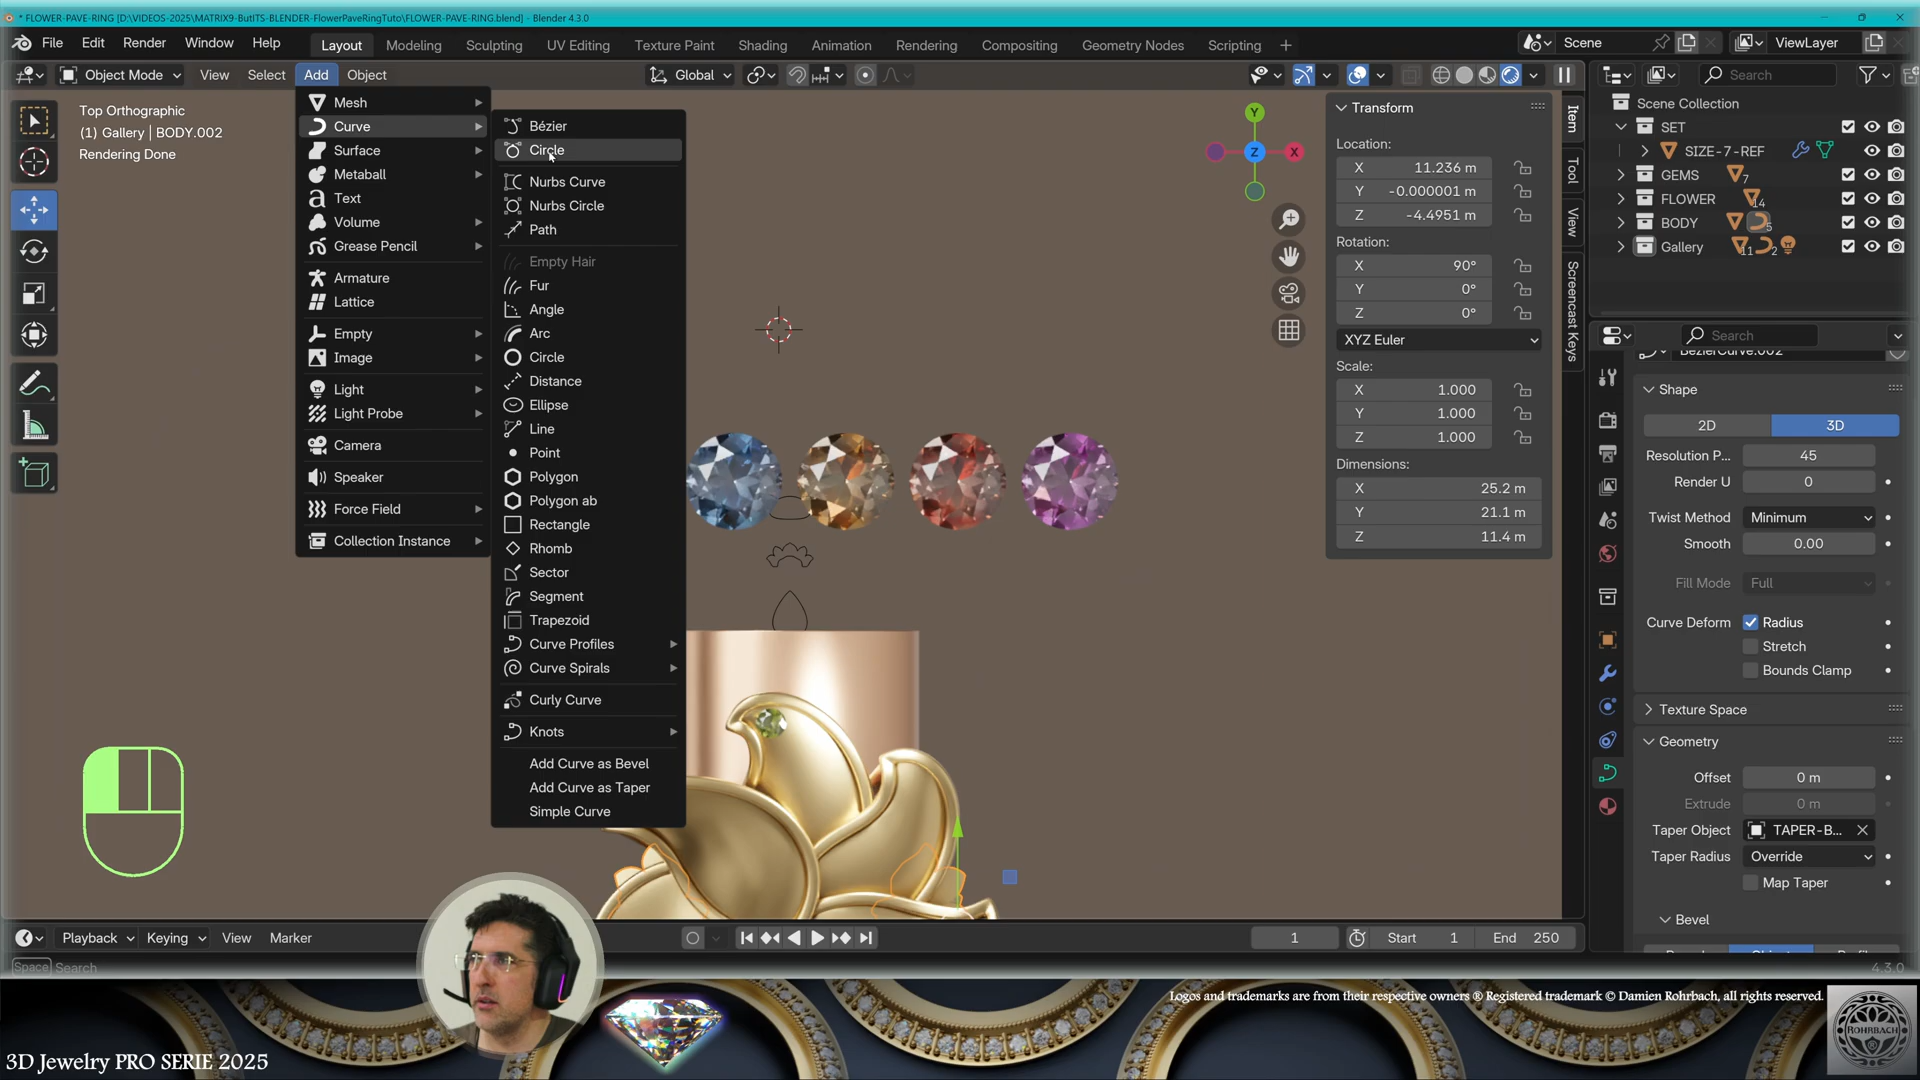 * FLOWER-PAVE-RING [D:\VIDEOS-2025\MATRIX9-ButITS-BLENDER-FlowerPaveRingTuto\FLOWER-PAVE-RING.blend] - Blender 4.3.0
File Edit Render Window Help
Layout Modeling Sculpting UV Editing Texture Paint Shading Animation Rendering Compositing Geometry Nodes Scripting +
Scene
ViewLayer
Object Mode View Select Add Object
Global
Search
Top Orthographic
(1) Gallery | BODY.002
Rendering Done
Mesh
Curve
Surface
Metaball
Text
Volume
Grease Pencil
Armature
Lattice
Empty
Image
Light
Light Probe
Camera
Speaker
Force Field
Collection Instance
Bézier
Circle
Nurbs Curve
Nurbs Circle
Path
Empty Hair
Fur
Angle
Arc
Circle
Distance
Ellipse
Line
Point
Polygon
Polygon ab
Rectangle
Rhomb
Sector
Segment
Trapezoid
Curve Profiles
Curve Spirals
Curly Curve
Knots
Add Curve as Bevel
Add Curve as Taper
Simple Curve
Y
Z
X
Transform
Location:
X 11.236 m
Y -0.000001 m
Z -4.4951 m
Rotation:
X 90°
Y 0°
Z 0°
XYZ Euler
Scale:
X 1.000
Y 1.000
Z 1.000
Dimensions:
X 25.2 m
Y 21.1 m
Z 11.4 m
Item
Tool
View
Screencast Keys
Scene Collection
SET
SIZE-7-REF
GEMS 7
FLOWER 14
BODY 5
Gallery 11 2
Search
BezierCurve.002
Shape
2D 3D
Resolution P... 45
Render U 0
Twist Method Minimum
Smooth 0.00
Fill Mode Full
Curve Deform Radius
Stretch
Bounds Clamp
Texture Space
Geometry
Offset 0 m
Extrude 0 m
Taper Object TAPER-B...
Taper Radius Override
Map Taper
Bevel
Playback Keying View Marker
1 Start 1 End 250
Space Search
4.3.0
Logos and trademarks are from their respective owners ® Registered trademark © Damien Rohrbach, all rights reserved.
ROHRBACH
3D Jewelry PRO SERIE 2025